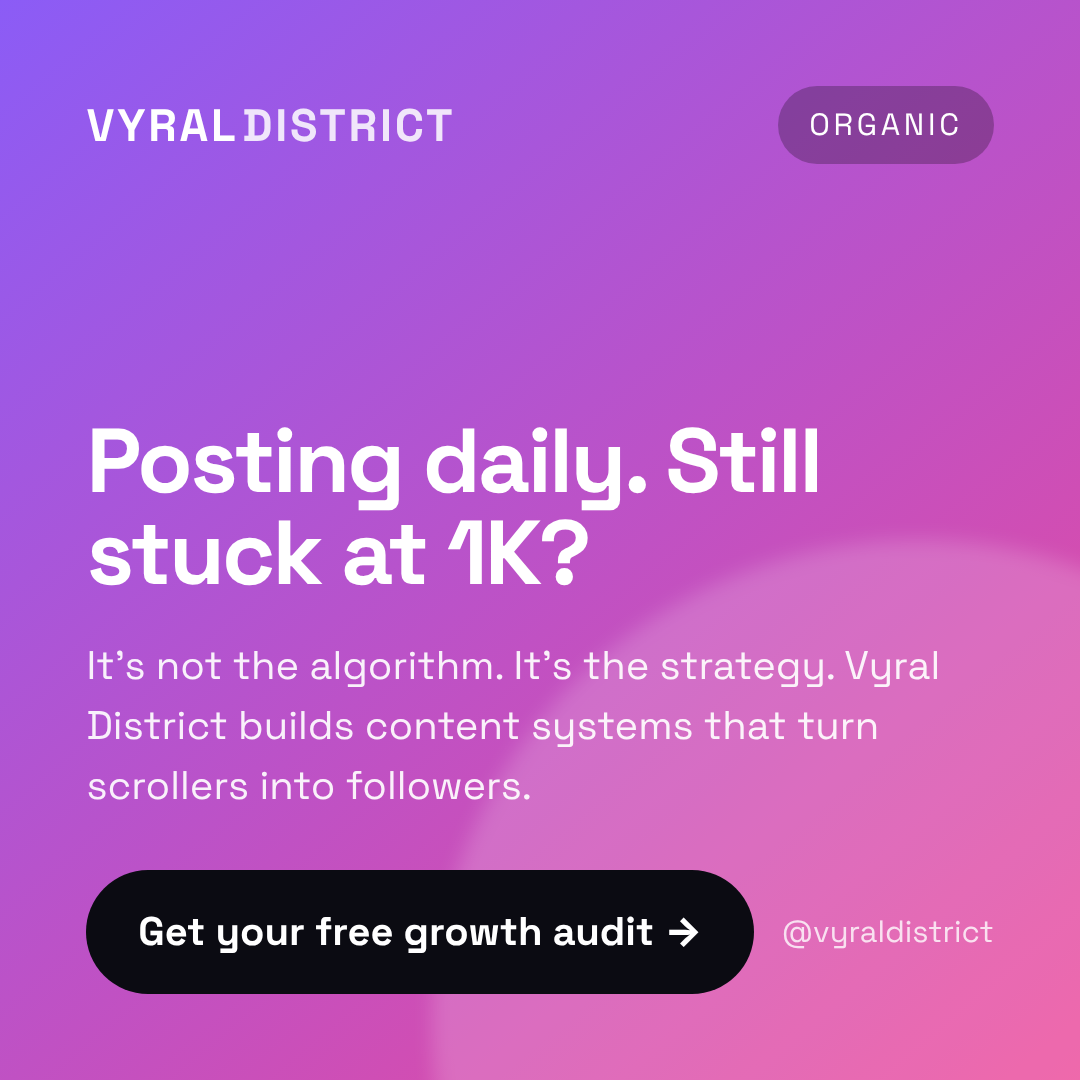 VYRAL DISTRICT
ORGANIC
Posting daily. Still
stuck at 1K?
It's not the algorithm. It's the strategy. Vyral
District builds content systems that turn
scrollers into followers.
Get your free growth audit →
@vyraldistrict